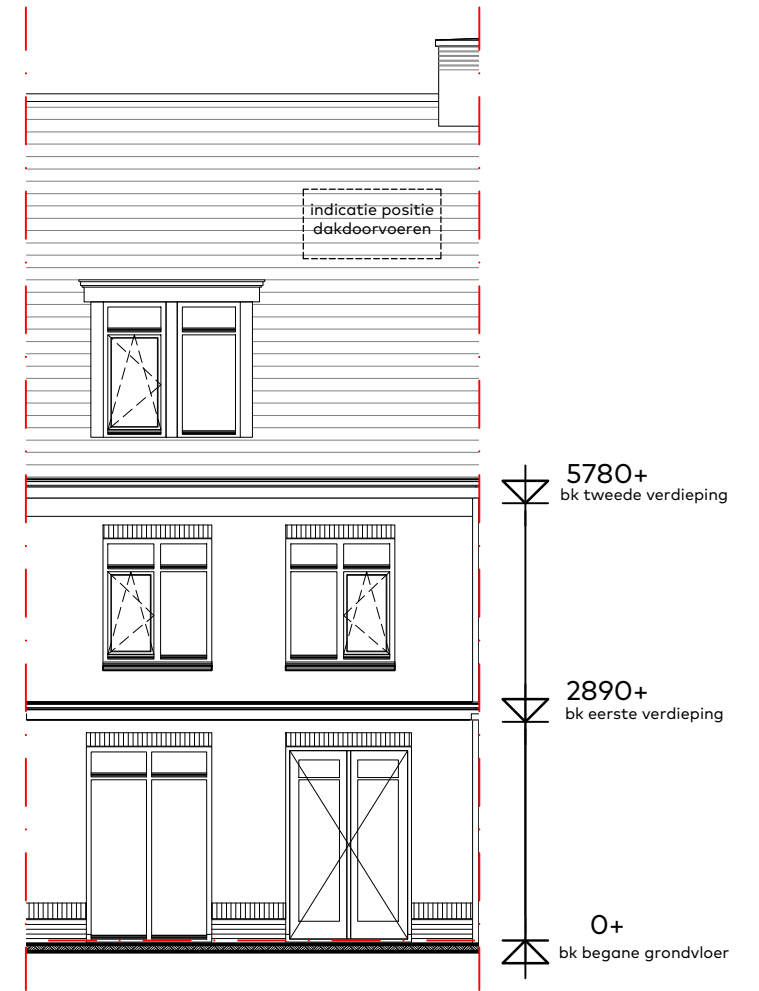 indicatie positie
dakdoorvoeren
5780+
bk tweede verdieping
2890+
bk eerste verdieping
0+
bk begane grondvloer